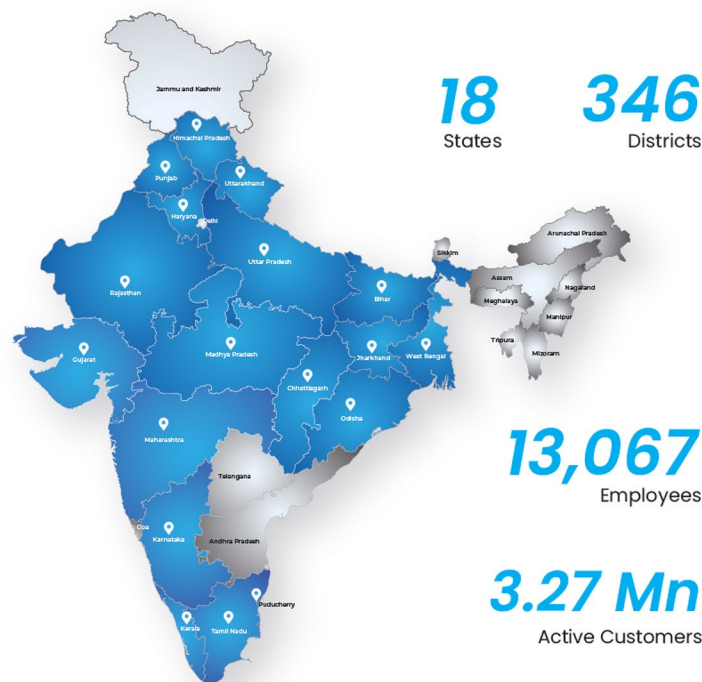 18
States
346
Districts
Jammu and Kashmir
Himachal Pradesh
Punjab
Uttarakhand
Haryana
Delhi
Uttar Pradesh
Rajasthan
Bihar
Sikkim
Arunachal Pradesh
Assam
Nagaland
Meghalaya
Manipur
Tripura
Mizoram
Gujarat
Madhya Pradesh
Jharkhand
West Bengal
Chhattisgarh
Odisha
Maharashtra
Telangana
13,067
Employees
Goa
Karnataka
Andhra Pradesh
3.27 Mn
Active Customers
Puducherry
Kerala
Tamil Nadu